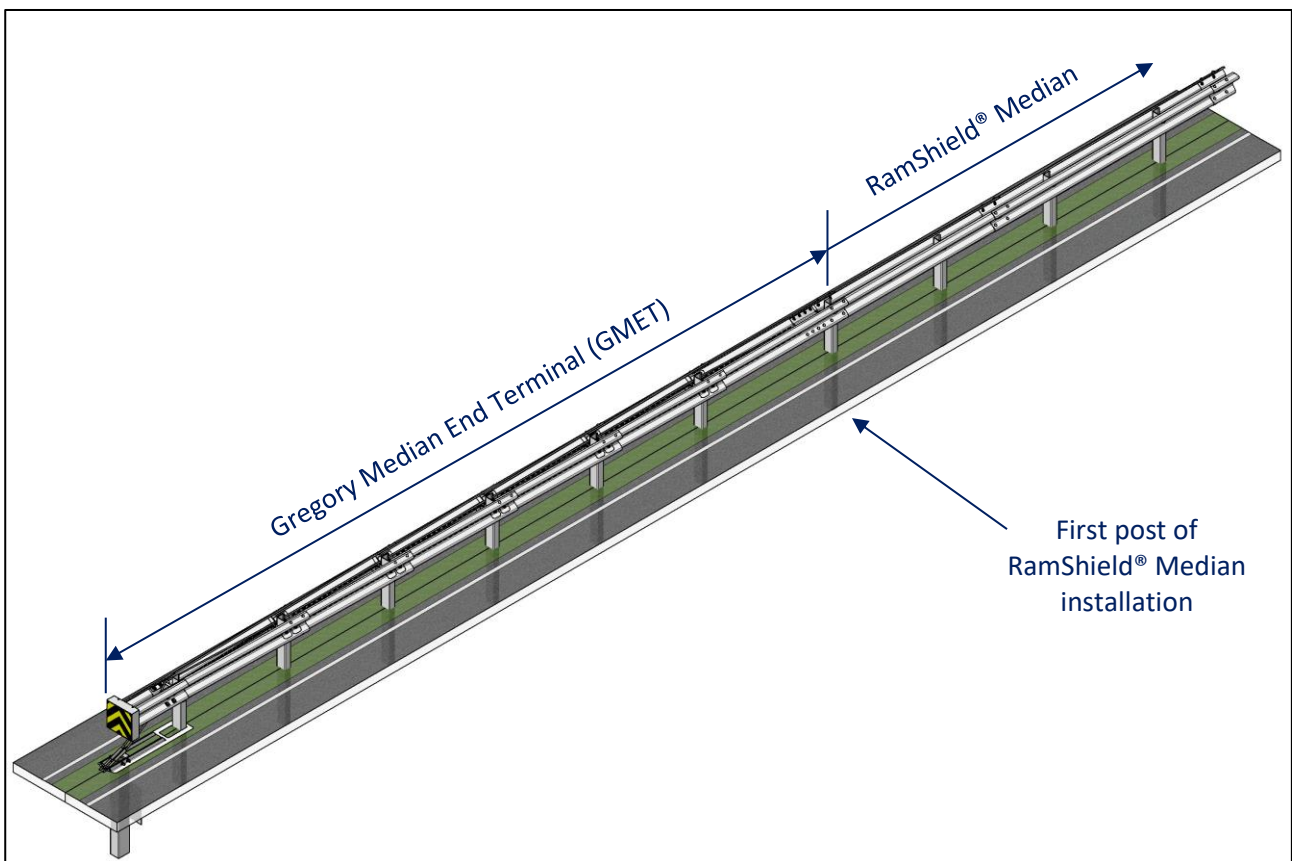 RamShield® Median
Gregory Median End Terminal (GMET)
First post of
RamShield® Median
installation